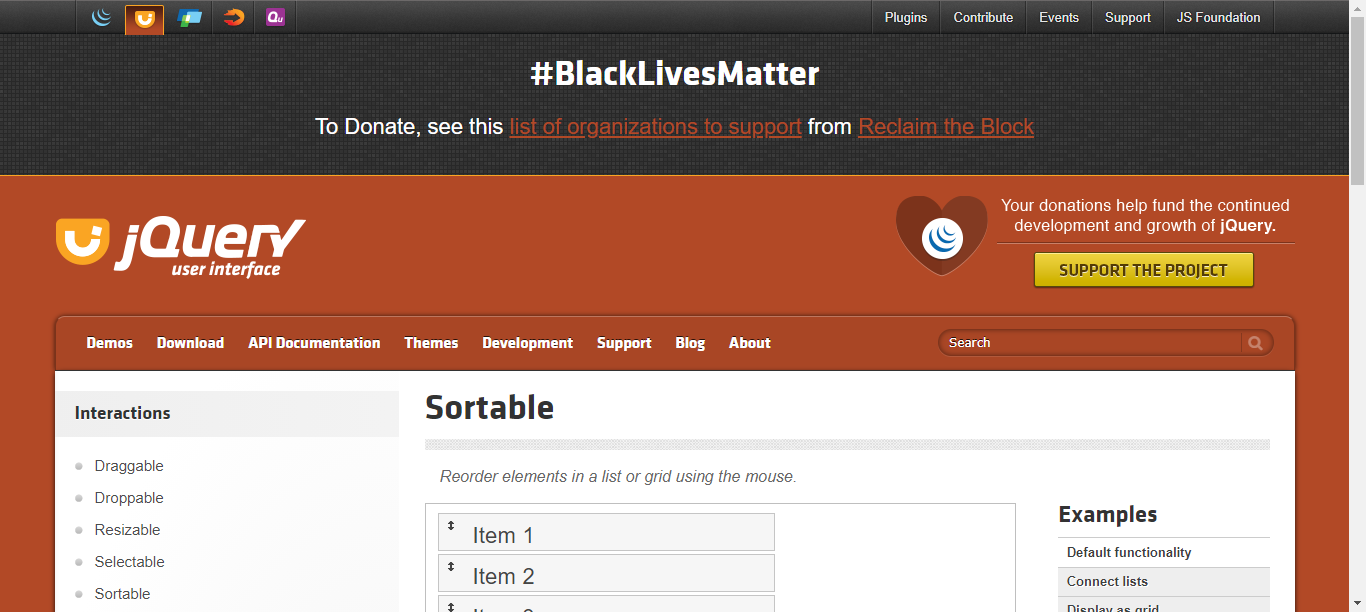 Qu
Plugins
Contribute
Events
Support
JS Foundation
#BlackLivesMatter
To Donate, see this list of organizations to support from Reclaim the Block
jQuery
user interface
Your donations help fund the continued
development and growth of jQuery.
SUPPORT THE PROJECT
Demos
Download
API Documentation
Themes
Development
Support
Blog
About
Search
Interactions
Draggable
Droppable
Resizable
Selectable
Sortable
Sortable
Reorder elements in a list or grid using the mouse.
Item 1
Item 2
Examples
Default functionality
Connect lists
Display as grid